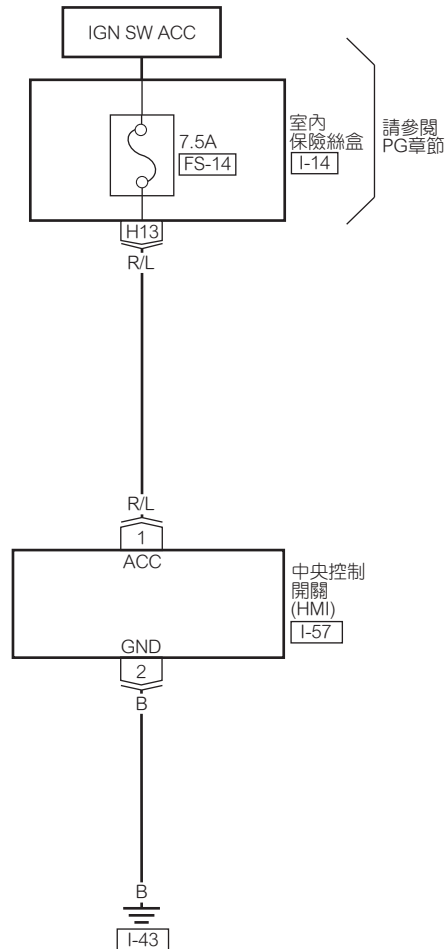 IGN SW ACC
7.5A
FS-14
室內
保險絲盒
I-14
請參閱
PG章節
H13
R/L
R/L
1
ACC
中央控制
開關
(HMI)
I-57
GND
2
B
B
I-43